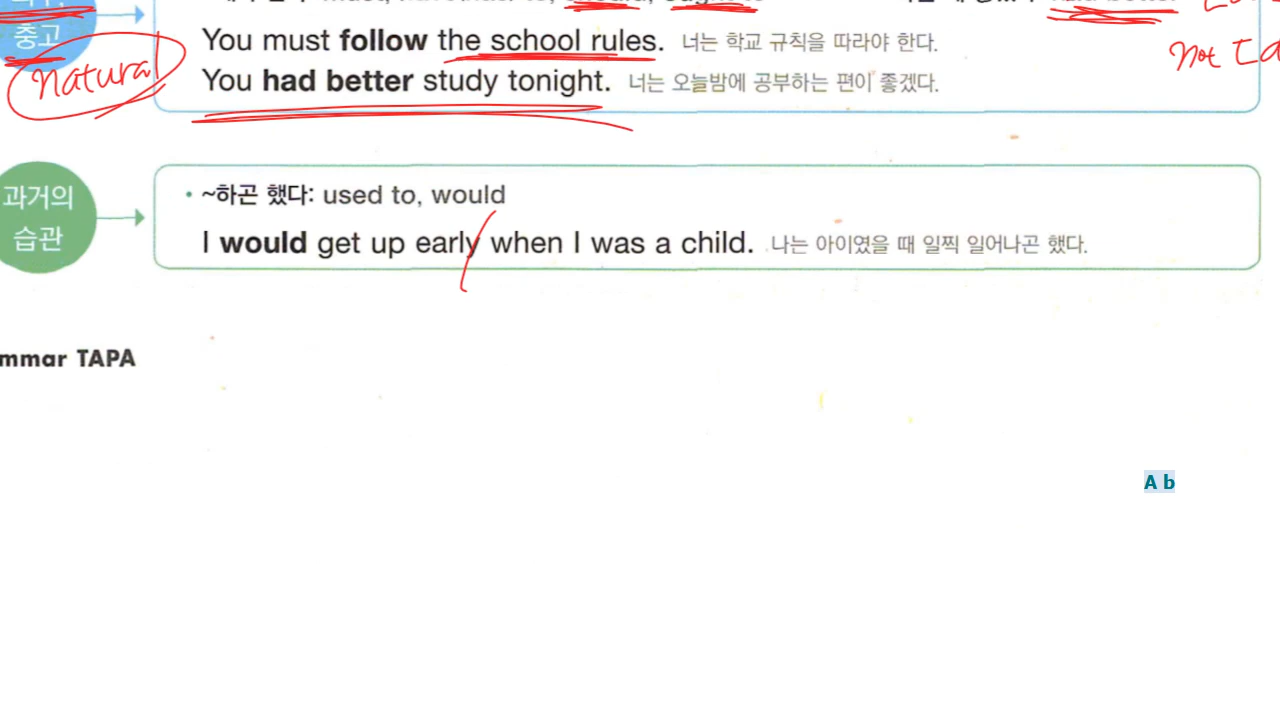 중고
natural
You must follow the school rules. 너는 학교 규칙을 따라야 한다.
not
You had better study tonight. 너는 오늘밤에 공부하는 편이 좋겠다.
과거의
습관
• ~하곤 했다: used to, would
I would get up early when I was a child. 나는 아이였을 때 일찍 일어나곤 했다.
mmar TAPA
A b